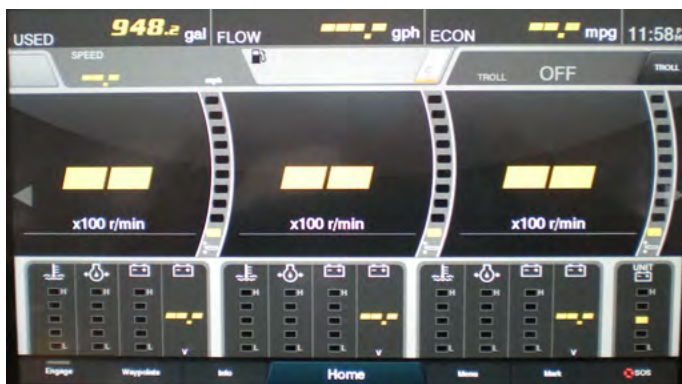 USED 948.2 gal FLOW --.- gph ECON --.- mpg 11:58
SPEED --.- mph
TROLL OFF TROLL
x100 r/min x100 r/min x100 r/min
UNIT
H H H H H H H H H H
--.- --.- --.-
L L L L L L L L L L
V V V
Engage Waypoints Info Home Menu Mark SOS